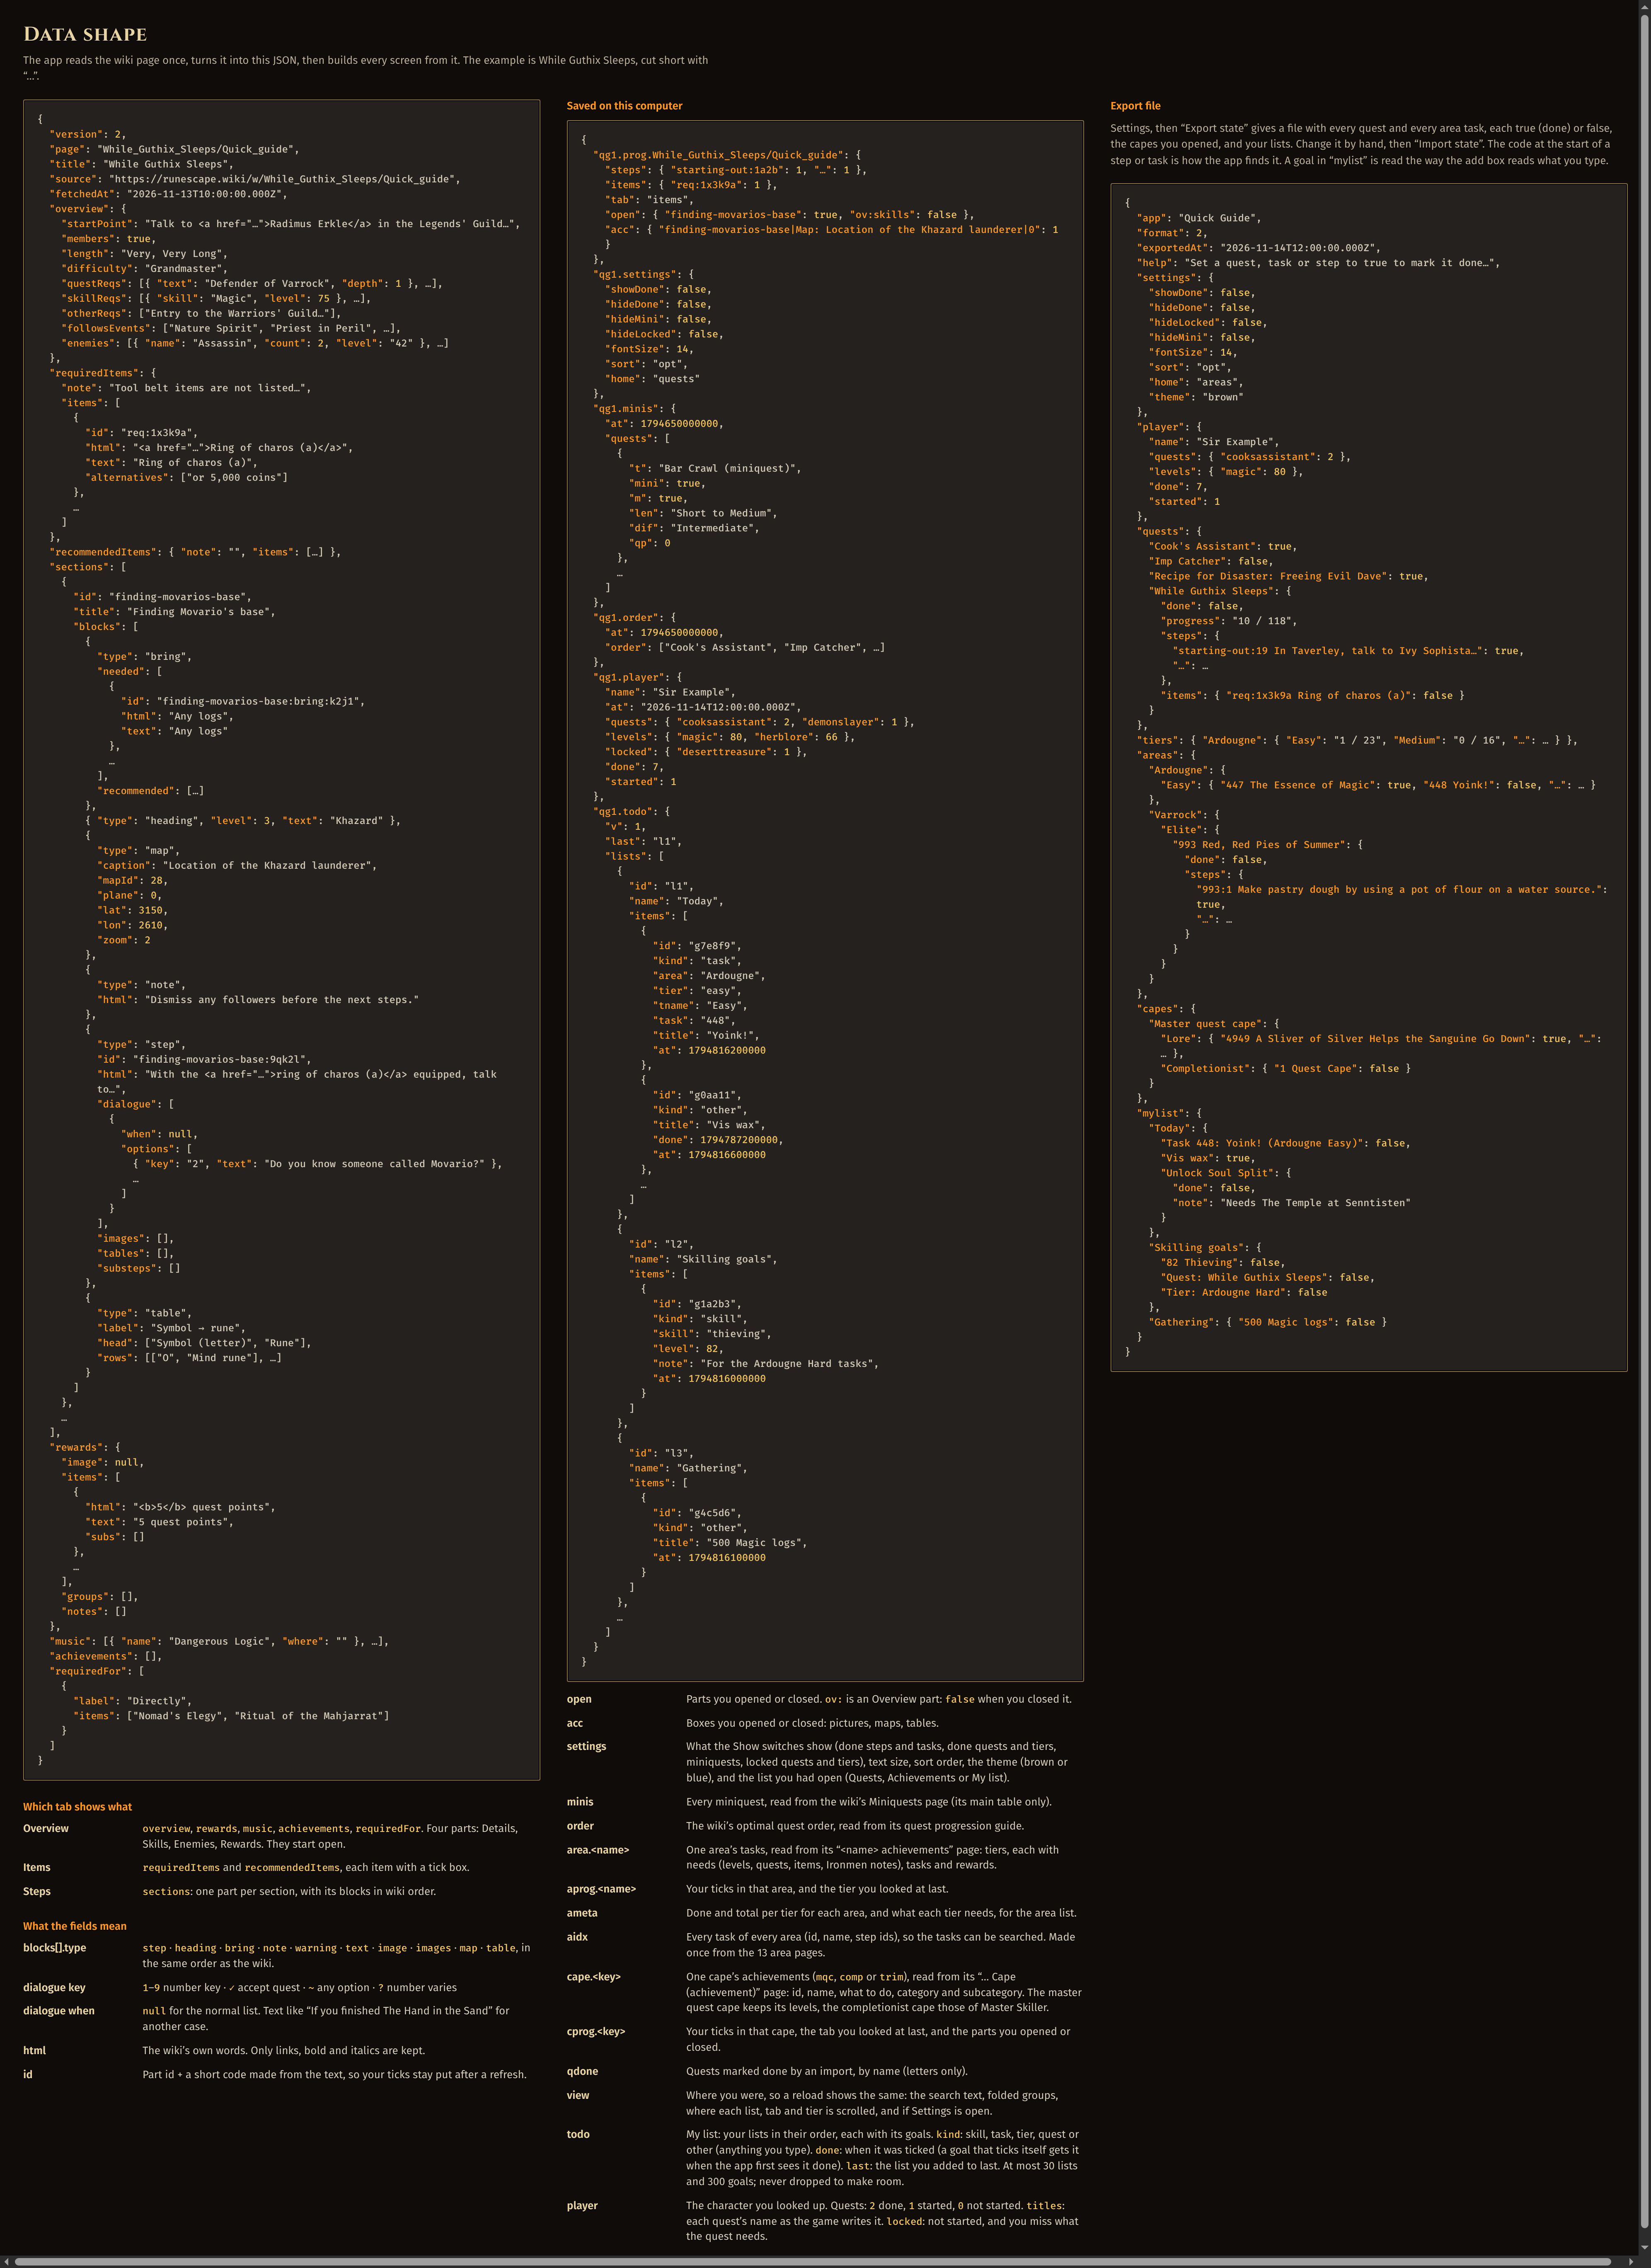 Data shape
The app reads the wiki page once, turns it into this JSON, then builds every screen from it. The example is While Guthix Sleeps, cut short with
“…”.
{
"version": 2,
"page": "While_Guthix_Sleeps/Quick_guide",
"title": "While Guthix Sleeps",
"source": "https://runescape.wiki/w/While_Guthix_Sleeps/Quick_guide",
"fetchedAt": "2026-11-13T10:00:00.000Z",
"overview": {
"startPoint": "Talk to <a href="…">Radimus Erkle</a> in the Legends' Guild…",
"members": true,
"length": "Very, Very Long",
"difficulty": "Grandmaster",
"questReqs": [{ "text": "Defender of Varrock", "depth": 1 }, …],
"skillReqs": [{ "skill": "Magic", "level": 75 }, …],
"otherReqs": ["Entry to the Warriors' Guild…"],
"followsEvents": ["Nature Spirit", "Priest in Peril", …],
"enemies": [{ "name": "Assassin", "count": 2, "level": "42" }, …]
},
"requiredItems": {
"note": "Tool belt items are not listed…",
"items": [
{
"id": "req:1x3k9a",
"html": "<a href="…">Ring of charos (a)</a>",
"text": "Ring of charos (a)",
"alternatives": ["or 5,000 coins"]
},
…
]
},
"recommendedItems": { "note": "", "items": […] },
"sections": [
{
"id": "finding-movarios-base",
"title": "Finding Movario's base",
"blocks": [
{
"type": "bring",
"needed": [
{
"id": "finding-movarios-base:bring:k2j1",
"html": "Any logs",
"text": "Any logs"
},
…
],
"recommended": […]
},
{ "type": "heading", "level": 3, "text": "Khazard" },
{
"type": "map",
"caption": "Location of the Khazard launderer",
"mapId": 28,
"plane": 0,
"lat": 3150,
"lon": 2610,
"zoom": 2
},
{
"type": "note",
"html": "Dismiss any followers before the next steps."
},
{
"type": "step",
"id": "finding-movarios-base:9qk2l",
"html": "With the <a href="…">ring of charos (a)</a> equipped, talk
to…",
"dialogue": [
{
"when": null,
"options": [
{ "key": "2", "text": "Do you know someone called Movario?" },
…
]
}
],
"images": [],
"tables": [],
"substeps": []
},
{
"type": "table",
"label": "Symbol → rune",
"head": ["Symbol (letter)", "Rune"],
"rows": [["O", "Mind rune"], …]
}
]
},
…
],
"rewards": {
"image": null,
"items": [
{
"html": "<b>5</b> quest points",
"text": "5 quest points",
"subs": []
},
…
],
"groups": [],
"notes": []
},
"music": [{ "name": "Dangerous Logic", "where": "" }, …],
"achievements": [],
"requiredFor": [
{
"label": "Directly",
"items": ["Nomad's Elegy", "Ritual of the Mahjarrat"]
}
]
}
Which tab shows what
Overview overview, rewards, music, achievements, requiredFor. Four parts: Details,
Skills, Enemies, Rewards. They start open.
Items requiredItems and recommendedItems, each item with a tick box.
Steps sections: one part per section, with its blocks in wiki order.
What the fields mean
blocks[].type step · heading · bring · note · warning · text · image · images · map · table, in
the same order as the wiki.
dialogue key 1–9 number key · ✓ accept quest · ~ any option · ? number varies
dialogue when null for the normal list. Text like “If you finished The Hand in the Sand” for
another case.
html The wiki’s own words. Only links, bold and italics are kept.
id Part id + a short code made from the text, so your ticks stay put after a refresh.
Saved on this computer
{
"qg1.prog.While_Guthix_Sleeps/Quick_guide": {
"steps": { "starting-out:1a2b": 1, "…": 1 },
"items": { "req:1x3k9a": 1 },
"tab": "items",
"open": { "finding-movarios-base": true, "ov:skills": false },
"acc": { "finding-movarios-base|Map: Location of the Khazard launderer|0": 1
}
},
"qg1.settings": {
"showDone": false,
"hideDone": false,
"hideMini": false,
"hideLocked": false,
"fontSize": 14,
"sort": "opt",
"home": "quests"
},
"qg1.minis": {
"at": 1794650000000,
"quests": [
{
"t": "Bar Crawl (miniquest)",
"mini": true,
"m": true,
"len": "Short to Medium",
"dif": "Intermediate",
"qp": 0
},
…
]
},
"qg1.order": {
"at": 1794650000000,
"order": ["Cook's Assistant", "Imp Catcher", …]
},
"qg1.player": {
"name": "Sir Example",
"at": "2026-11-14T12:00:00.000Z",
"quests": { "cooksassistant": 2, "demonslayer": 1 },
"levels": { "magic": 80, "herblore": 66 },
"locked": { "deserttreasure": 1 },
"done": 7,
"started": 1
},
"qg1.todo": {
"v": 1,
"last": "l1",
"lists": [
{
"id": "l1",
"name": "Today",
"items": [
{
"id": "g7e8f9",
"kind": "task",
"area": "Ardougne",
"tier": "easy",
"tname": "Easy",
"task": "448",
"title": "Yoink!",
"at": 1794816200000
},
{
"id": "g0aa11",
"kind": "other",
"title": "Vis wax",
"done": 1794787200000,
"at": 1794816600000
},
…
]
},
{
"id": "l2",
"name": "Skilling goals",
"items": [
{
"id": "g1a2b3",
"kind": "skill",
"skill": "thieving",
"level": 82,
"note": "For the Ardougne Hard tasks",
"at": 1794816000000
}
]
},
{
"id": "l3",
"name": "Gathering",
"items": [
{
"id": "g4c5d6",
"kind": "other",
"title": "500 Magic logs",
"at": 1794816100000
}
]
},
…
]
}
}
open Parts you opened or closed. ov: is an Overview part: false when you closed it.
acc Boxes you opened or closed: pictures, maps, tables.
settings What the Show switches show (done steps and tasks, done quests and tiers,
miniquests, locked quests and tiers), text size, sort order, the theme (brown or
blue), and the list you had open (Quests, Achievements or My list).
minis Every miniquest, read from the wiki’s Miniquests page (its main table only).
order The wiki’s optimal quest order, read from its quest progression guide.
area.<name> One area’s tasks, read from its “<name> achievements” page: tiers, each with
needs (levels, quests, items, Ironmen notes), tasks and rewards.
aprog.<name> Your ticks in that area, and the tier you looked at last.
ameta Done and total per tier for each area, and what each tier needs, for the area list.
aidx Every task of every area (id, name, step ids), so the tasks can be searched. Made
once from the 13 area pages.
cape.<key> One cape’s achievements (mqc, comp or trim), read from its “… Cape
(achievement)” page: id, name, what to do, category and subcategory. The master
quest cape keeps its levels, the completionist cape those of Master Skiller.
cprog.<key> Your ticks in that cape, the tab you looked at last, and the parts you opened or
closed.
qdone Quests marked done by an import, by name (letters only).
view Where you were, so a reload shows the same: the search text, folded groups,
where each list, tab and tier is scrolled, and if Settings is open.
todo My list: your lists in their order, each with its goals. kind: skill, task, tier, quest or
other (anything you type). done: when it was ticked (a goal that ticks itself gets it
when the app first sees it done). last: the list you added to last. At most 30 lists
and 300 goals; never dropped to make room.
player The character you looked up. Quests: 2 done, 1 started, 0 not started. titles:
each quest’s name as the game writes it. locked: not started, and you miss what
the quest needs.
Export file
Settings, then “Export state” gives a file with every quest and every area task, each true (done) or false,
the capes you opened, and your lists. Change it by hand, then “Import state”. The code at the start of a
step or task is how the app finds it. A goal in “mylist” is read the way the add box reads what you type.
{
"app": "Quick Guide",
"format": 2,
"exportedAt": "2026-11-14T12:00:00.000Z",
"help": "Set a quest, task or step to true to mark it done…",
"settings": {
"showDone": false,
"hideDone": false,
"hideLocked": false,
"hideMini": false,
"fontSize": 14,
"sort": "opt",
"home": "areas",
"theme": "brown"
},
"player": {
"name": "Sir Example",
"quests": { "cooksassistant": 2 },
"levels": { "magic": 80 },
"done": 7,
"started": 1
},
"quests": {
"Cook's Assistant": true,
"Imp Catcher": false,
"Recipe for Disaster: Freeing Evil Dave": true,
"While Guthix Sleeps": {
"done": false,
"progress": "10 / 118",
"steps": {
"starting-out:19 In Taverley, talk to Ivy Sophista…": true,
"…": …
},
"items": { "req:1x3k9a Ring of charos (a)": false }
}
},
"tiers": { "Ardougne": { "Easy": "1 / 23", "Medium": "0 / 16", "…": … } },
"areas": {
"Ardougne": {
"Easy": { "447 The Essence of Magic": true, "448 Yoink!": false, "…": … }
},
"Varrock": {
"Elite": {
"993 Red, Red Pies of Summer": {
"done": false,
"steps": {
"993:1 Make pastry dough by using a pot of flour on a water source.":
true,
"…": …
}
}
}
}
},
"capes": {
"Master quest cape": {
"Lore": { "4949 A Sliver of Silver Helps the Sanguine Go Down": true, "…":
… },
"Completionist": { "1 Quest Cape": false }
}
},
"mylist": {
"Today": {
"Task 448: Yoink! (Ardougne Easy)": false,
"Vis wax": true,
"Unlock Soul Split": {
"done": false,
"note": "Needs The Temple at Senntisten"
}
},
"Skilling goals": {
"82 Thieving": false,
"Quest: While Guthix Sleeps": false,
"Tier: Ardougne Hard": false
},
"Gathering": { "500 Magic logs": false }
}
}